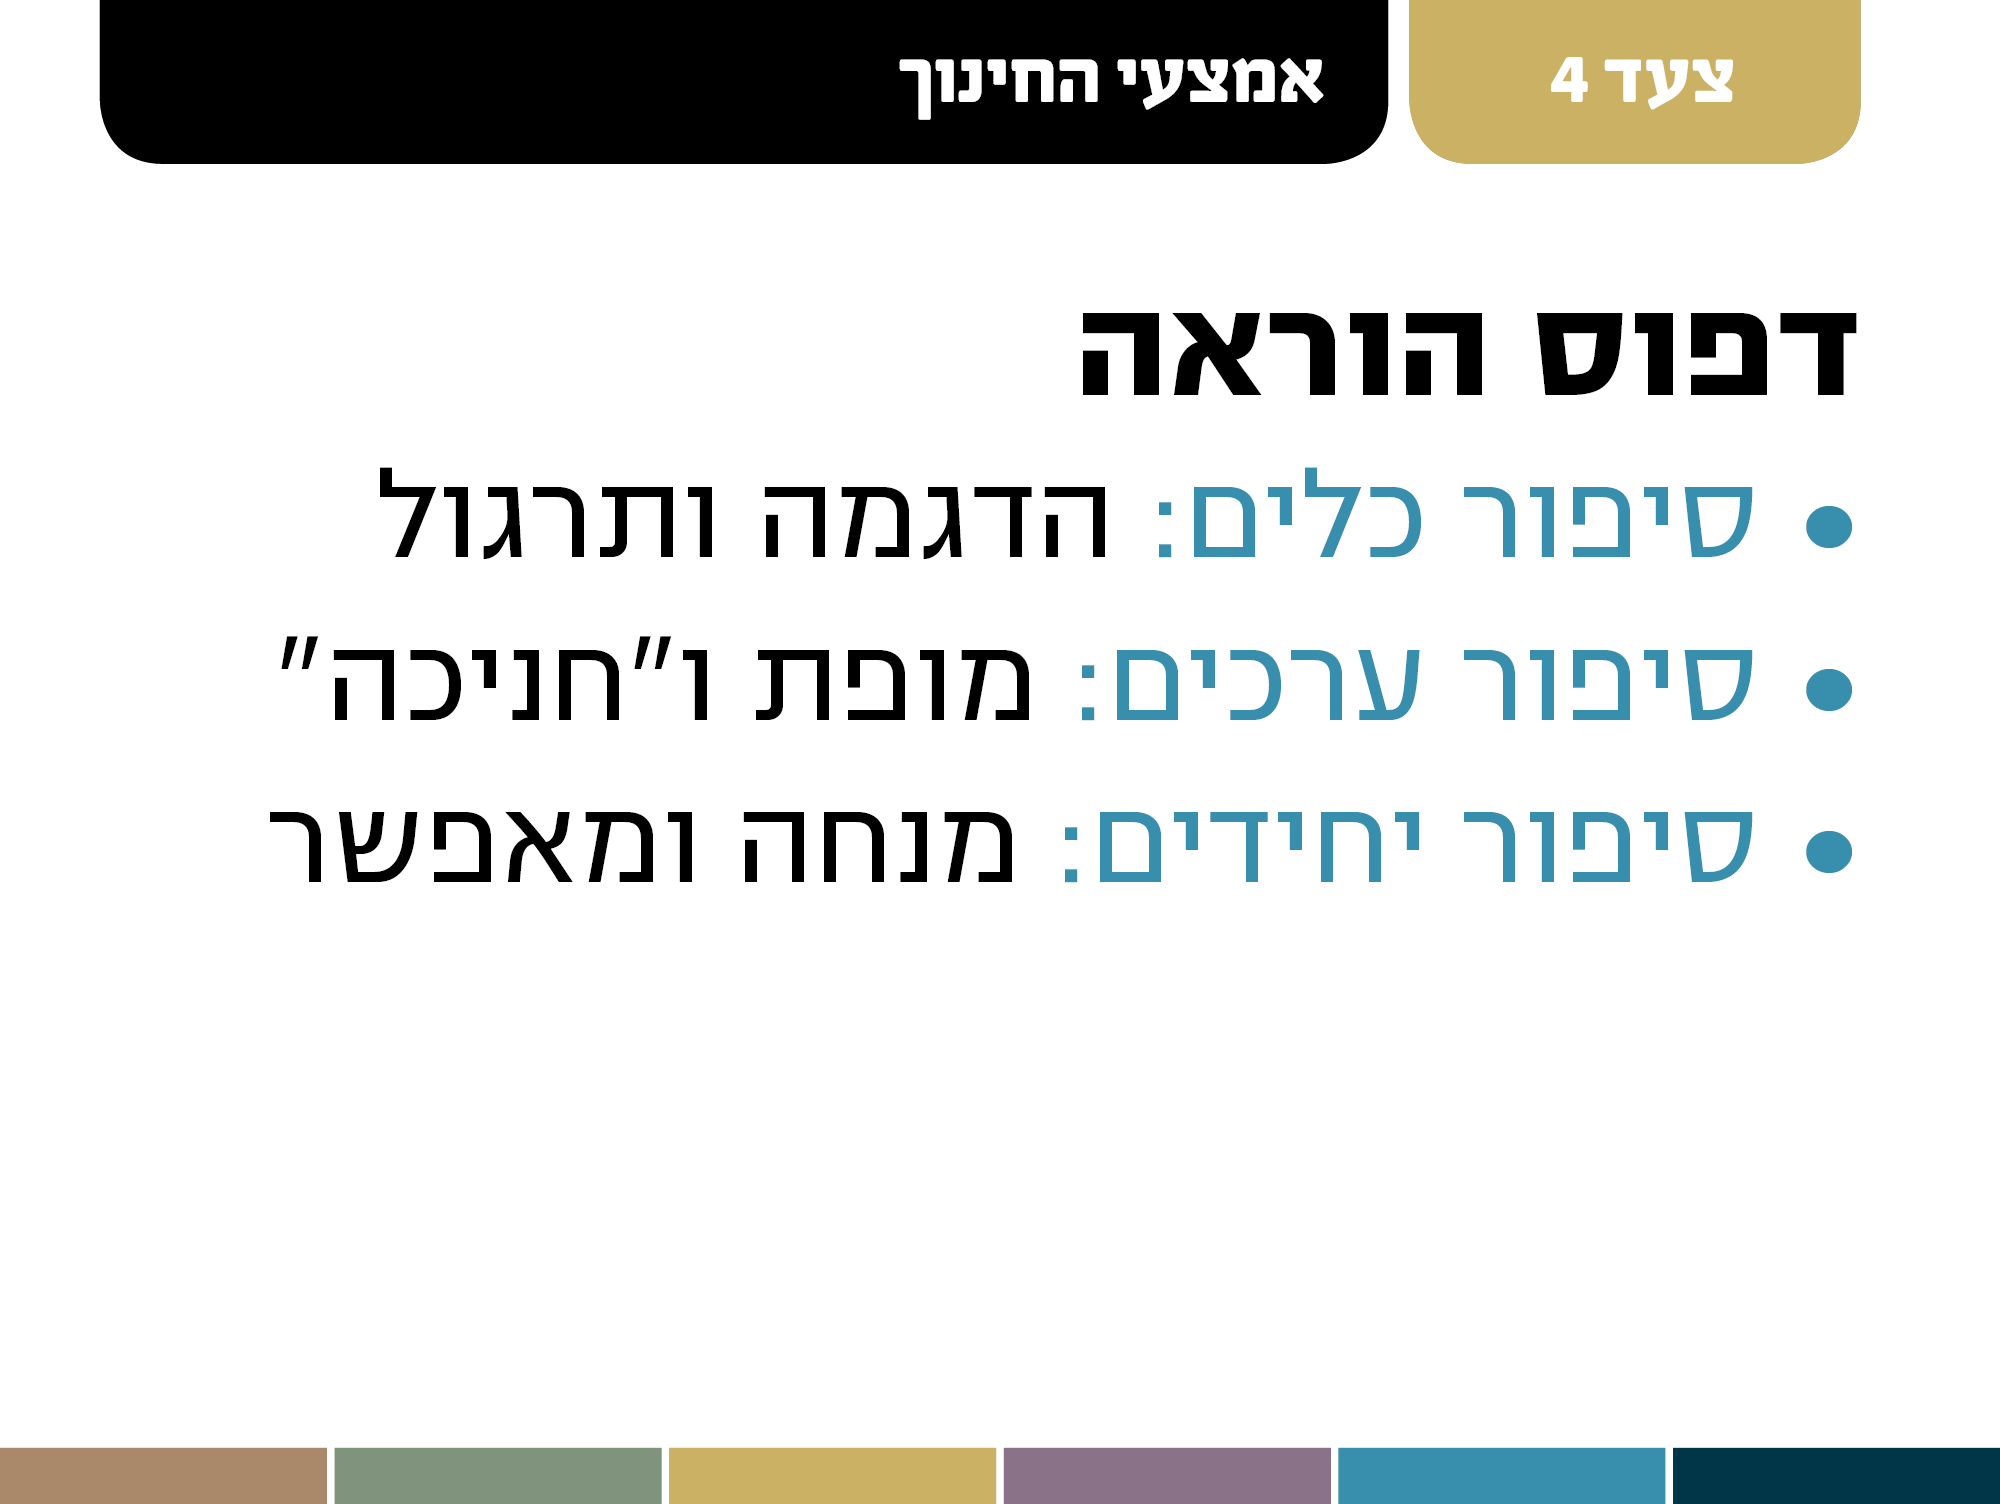 צעד 4
אמצעי החינוך
דפוס הוראה
• סיפור כלים: הדגמה ותרגול
• סיפור ערכים: מופת ו"חניכה"
• סיפור יחידים: מנחה ומאפשר